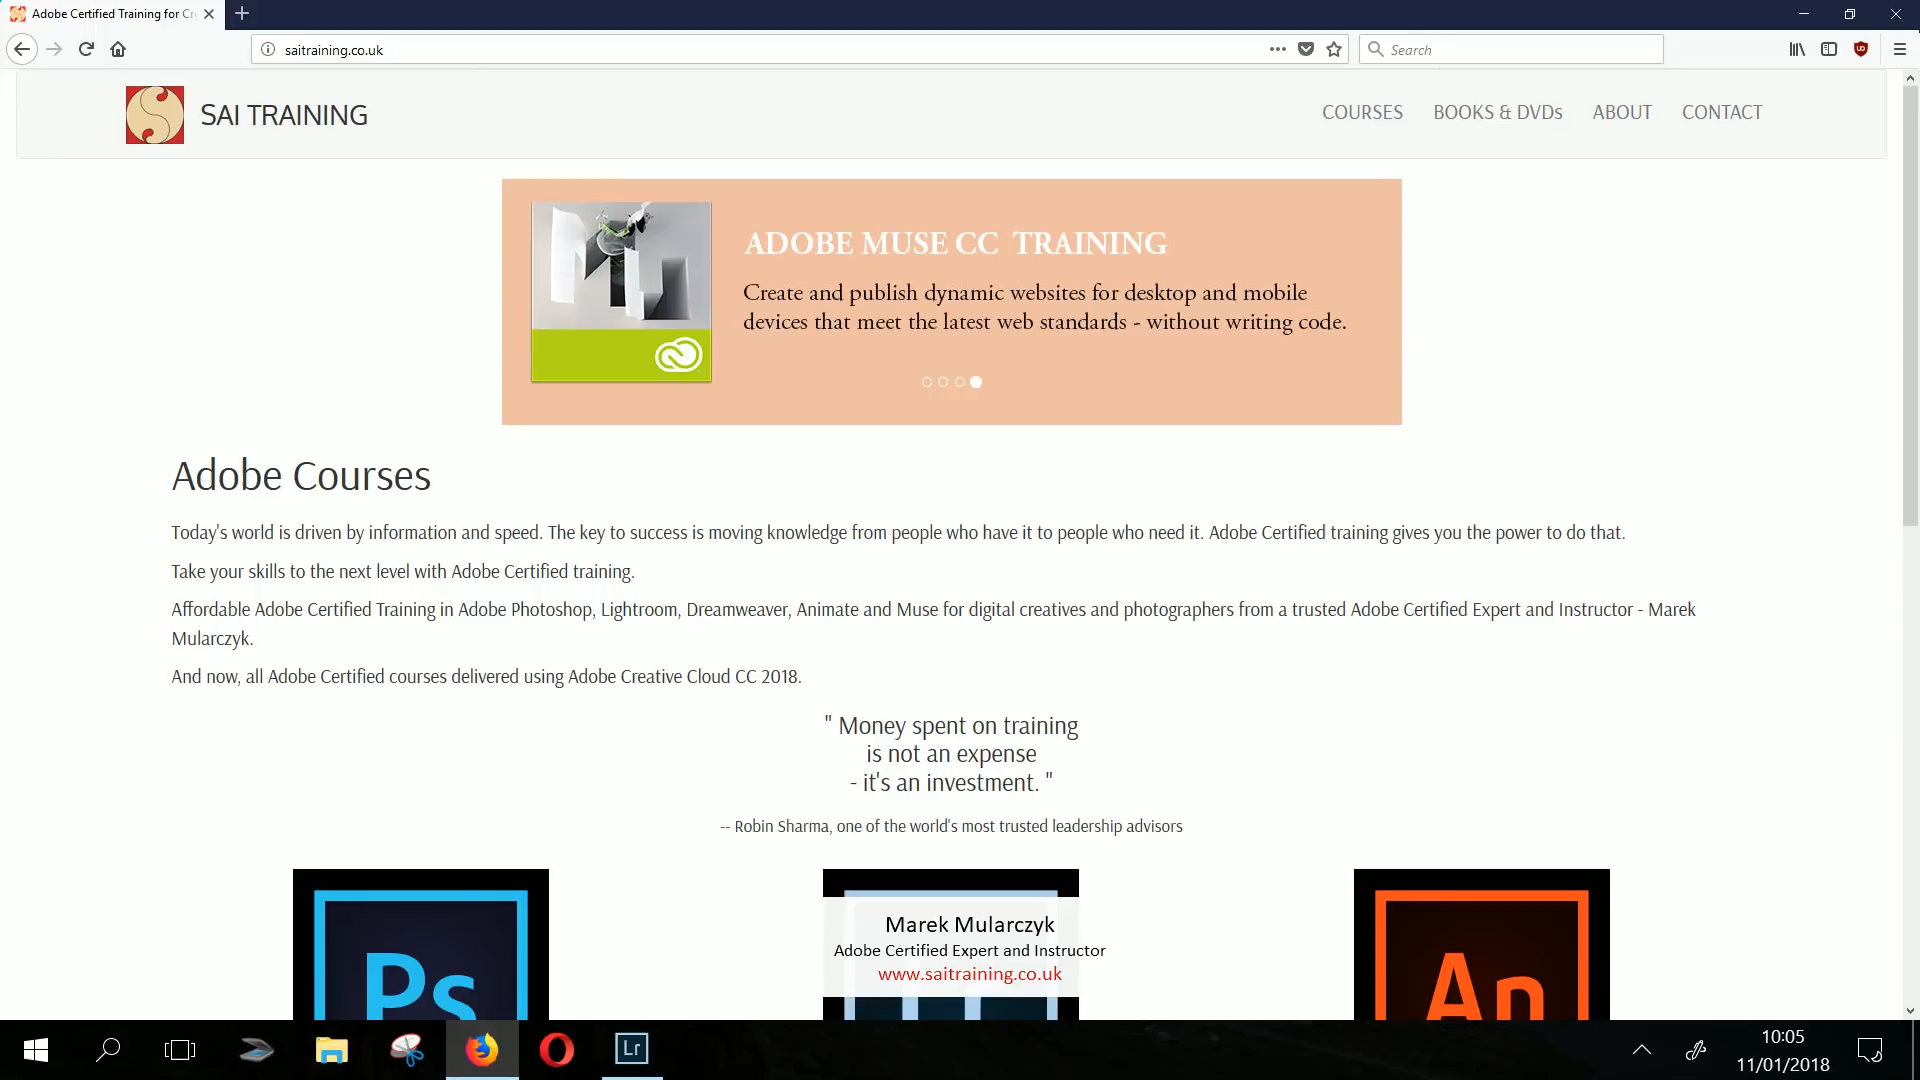 Adobe Certified Training for Cr
saitraining.co.uk
Search
SAI TRAINING
COURSES
BOOKS & DVDs
ABOUT
CONTACT
ADOBE MUSE CC TRAINING
Create and publish dynamic websites for desktop and mobile
devices that meet the latest web standards - without writing code.
Adobe Courses
Today's world is driven by information and speed. The key to success is moving knowledge from people who have it to people who need it. Adobe Certified training gives you the power to do that.
Take your skills to the next level with Adobe Certified training.
Affordable Adobe Certified Training in Adobe Photoshop, Lightroom, Dreamweaver, Animate and Muse for digital creatives and photographers from a trusted Adobe Certified Expert and Instructor - Marek
Mularczyk.
And now, all Adobe Certified courses delivered using Adobe Creative Cloud CC 2018.
" Money spent on training
is not an expense
- it's an investment. "
-- Robin Sharma, one of the world's most trusted leadership advisors
Ps
An
Marek Mularczyk
Adobe Certified Expert and Instructor
www.saitraining.co.uk
Lr
10:05
11/01/2018